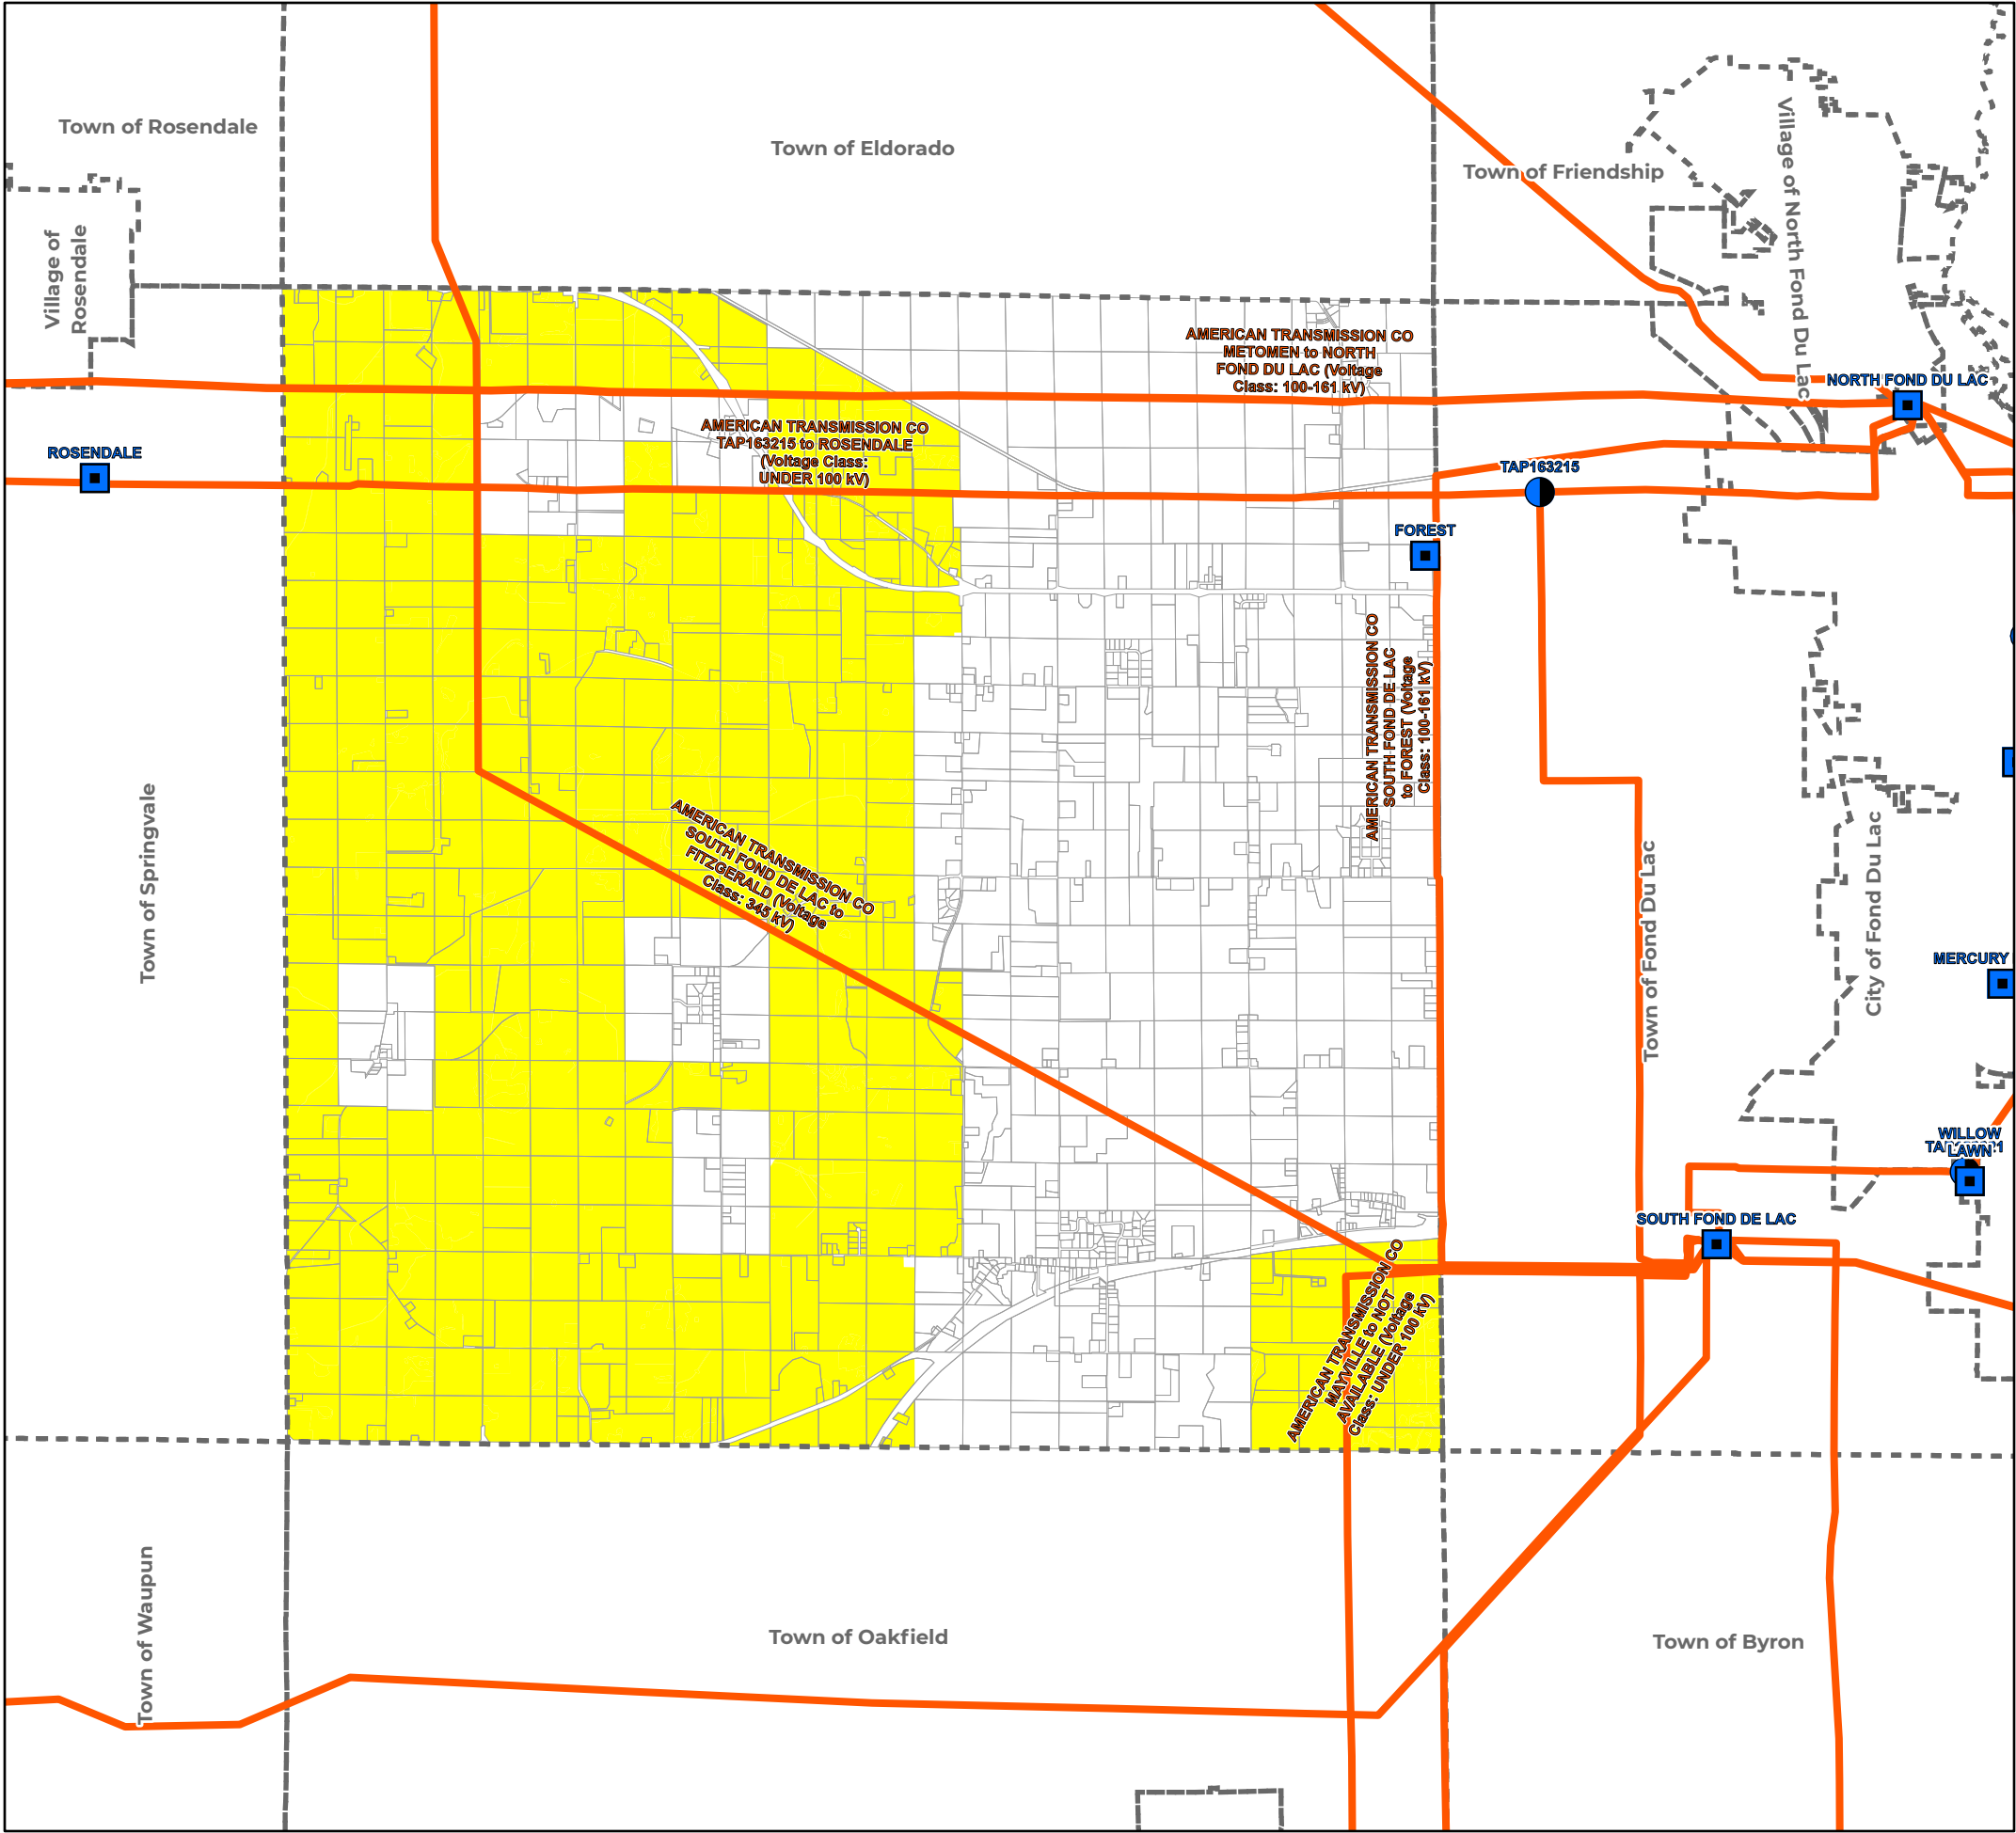 Town of Rosendale
Town of Eldorado
Town of Friendship
Village of North Fond Du Lac
Village of
Rosendale
AMERICAN TRANSMISSION CO
METOMEN to NORTH
FOND DU LAC (Voltage
Class: 100-161 kV)
NORTH FOND DU LAC
AMERICAN TRANSMISSION CO
TAP163215 to ROSENDALE
(Voltage Class:
UNDER 100 kV)
ROSENDALE
TAP163215
FOREST
AMERICAN TRANSMISSION CO
SOUTH FOND DE LAC
to FOREST (Voltage
Class: 100-161 kV)
AMERICAN TRANSMISSION CO
SOUTH FOND DE LAC to
FITZGERALD (Voltage
Class: 345 kV)
Town of Springvale
Town of Fond Du Lac
City of Fond Du Lac
MERCURY
WILLOW
LAWN
SOUTH FOND DE LAC
AMERICAN TRANSMISSION CO
MAYVILLE to NOT
AVAILABLE (Voltage
Class: UNDER 100 kV)
Town of Waupun
Town of Oakfield
Town of Byron